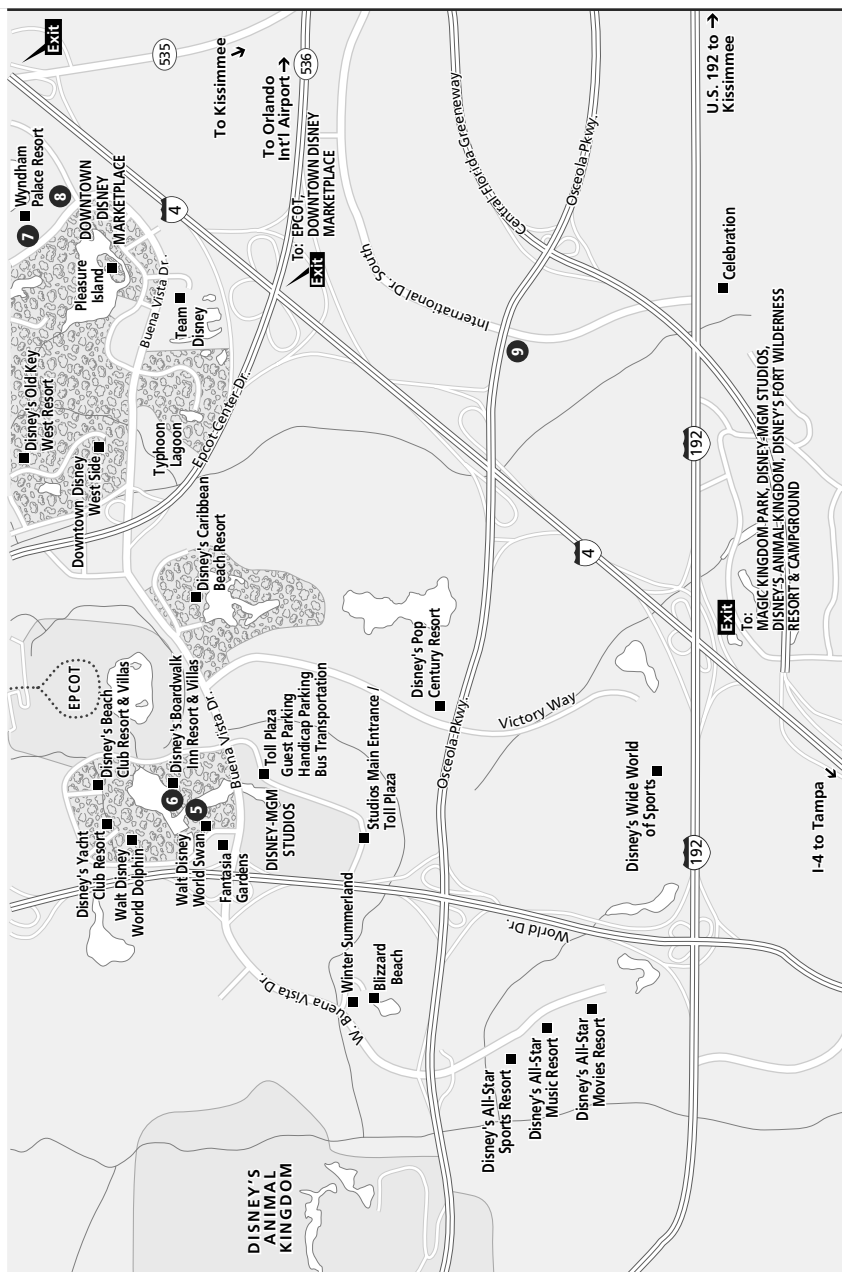 DISNEY'S
ANIMAL
KINGDOM
Disney's Yacht
Club Resort
Walt Disney
World Dolphin
Walt Disney
World Swan
Fantasia
Gardens
EPCOT
Disney's Beach
Club Resort & Villas
6
Disney's Boardwalk
Inn Resort & Villas
5
Buena Vista Dr.
DISNEY-MGM
STUDIOS
Toll Plaza
Guest Parking
Handicap Parking
Bus Transportation
Studios Main Entrance /
Toll Plaza
W. Buena Vista Dr.
Winter Summerland
Blizzard
Beach
World Dr.
Disney's All-Star
Sports Resort
Disney's All-Star
Music Resort
Disney's All-Star
Movies Resort
Disney's Old Key
West Resort
Downtown Disney
West Side
Typhoon
Lagoon
Epcot Center Dr.
Disney's Caribbean
Beach Resort
Disney's Pop
Century Resort
Osceola Pkwy.
Victory Way
Disney's Wide World
of Sports
192
I-4 to Tampa
7
Wyndham
Palace Resort
8
DOWNTOWN
DISNEY
MARKETPLACE
Pleasure
Island
Buena Vista Dr.
Team
Disney
4
Exit
535
To Kissimmee
To Orlando
Int'l Airport
536
To: EPCOT,
DOWNTOWN DISNEY
MARKETPLACE
Exit
International Dr. South
Central Florida Greeneway
Osceola Pkwy.
9
4
192
U.S. 192 to
Kissimmee
Celebration
Exit
To:
MAGIC KINGDOM PARK, DISNEY-MGM STUDIOS,
DISNEY'S ANIMAL KINGDOM, DISNEY'S FORT WILDERNESS
RESORT & CAMPGROUND